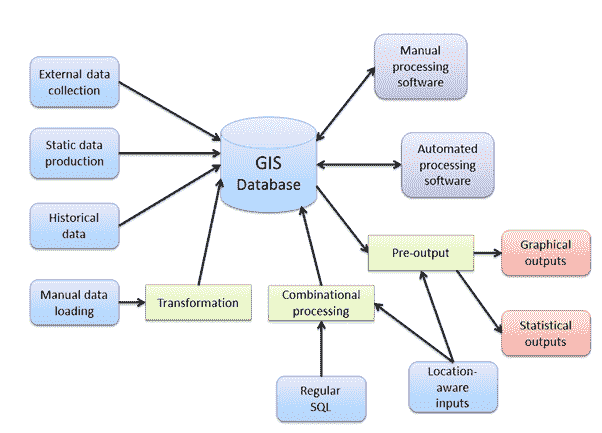 Manual
processing
software
External data
collection
GIS
Database
Static data
production
Automated
processing
software
Historical
data
Pre-output
Graphical
outputs
Manual data
loading
Transformation
Combinational
processing
Statistical
outputs
Regular
SQL
Location-
aware
inputs